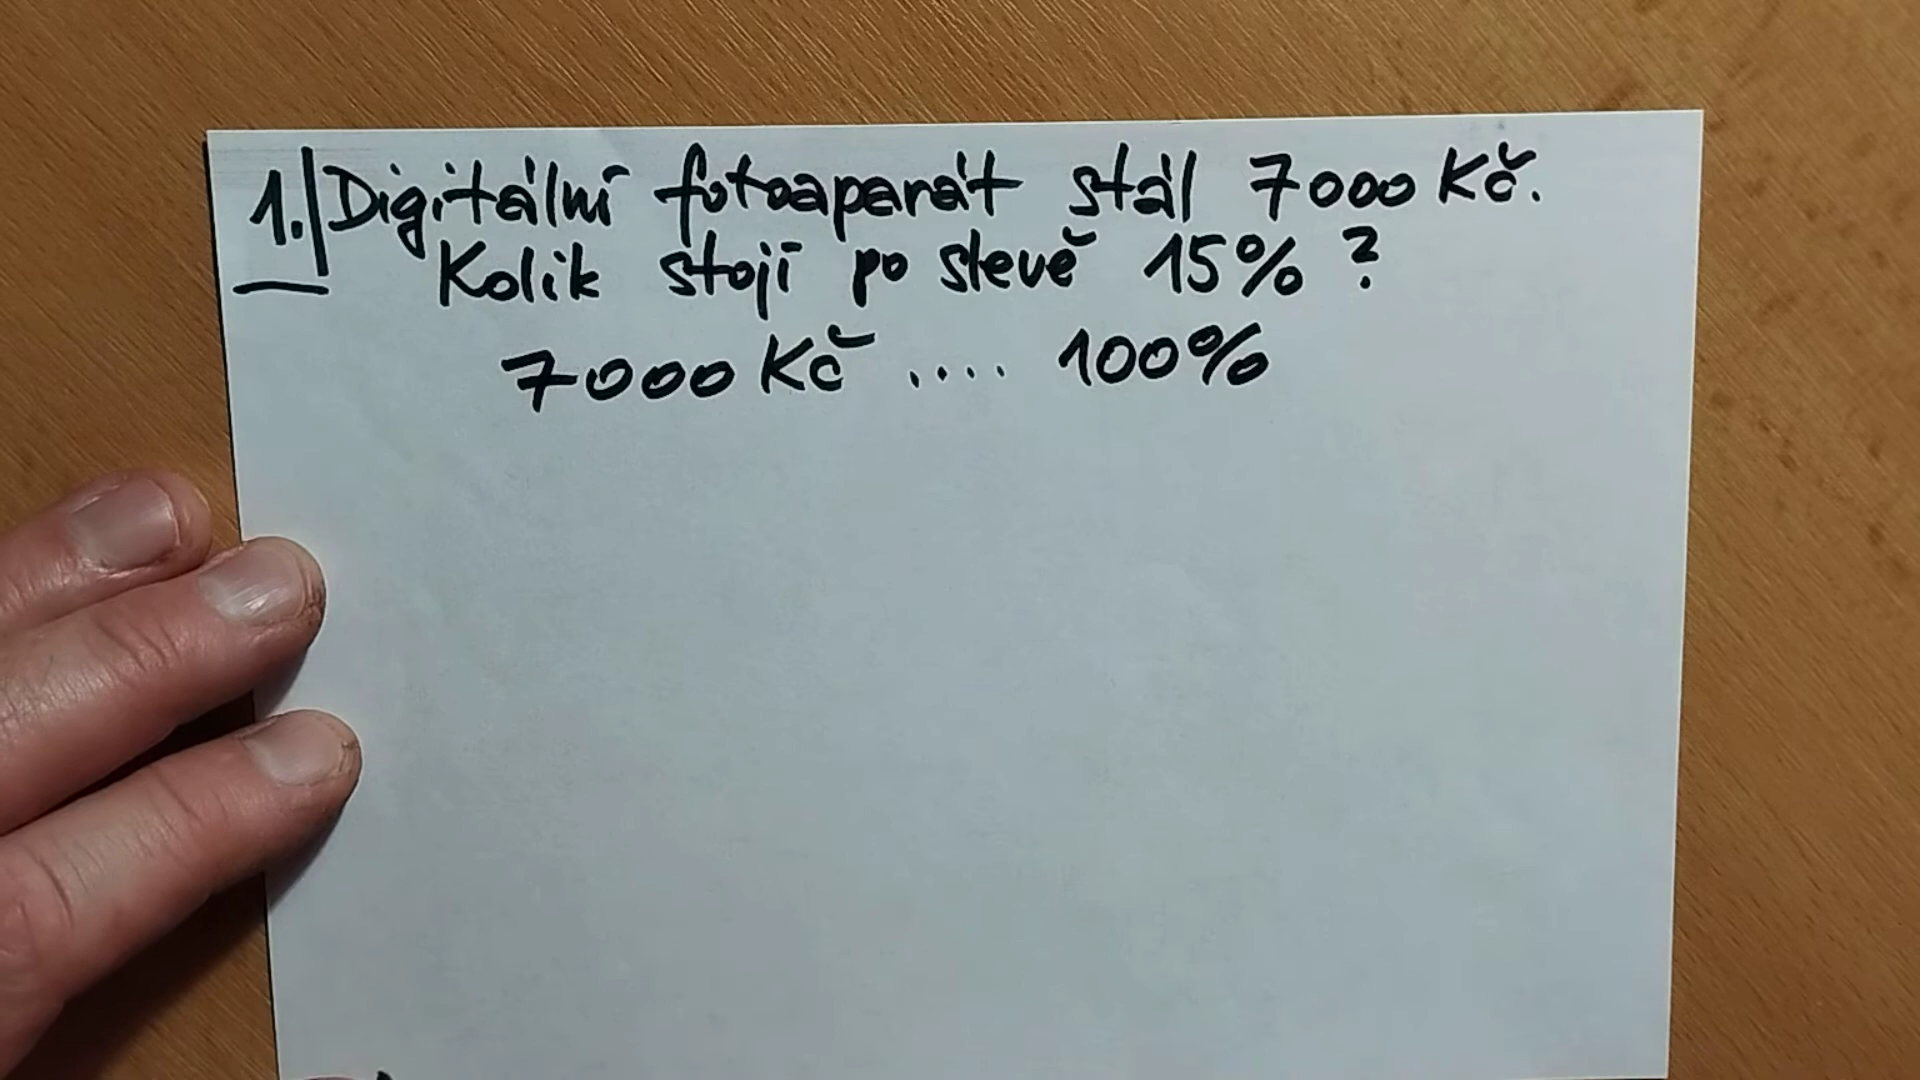 1. Digitální fotoaparát stál 7000 Kč.
Kolik stojí po slevě 15% ?
7000 Kč .... 100%